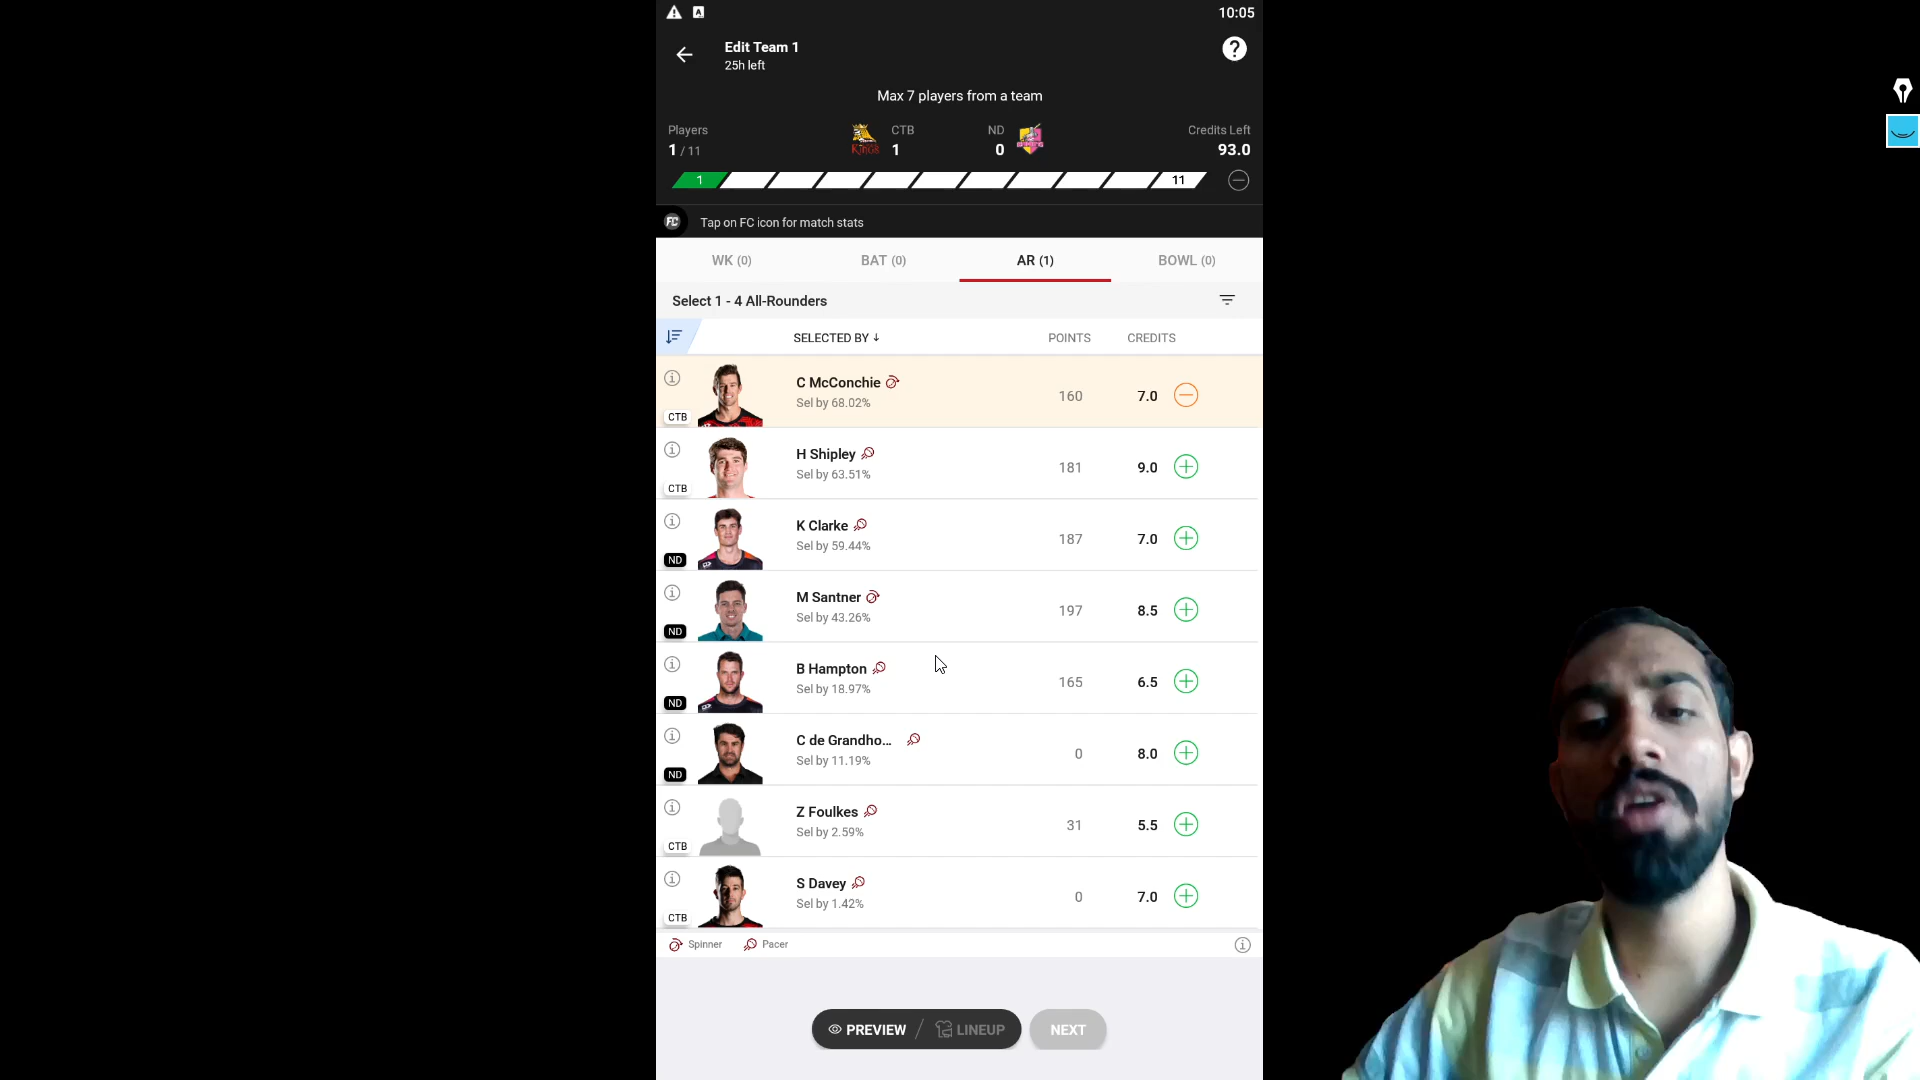 10:05
Edit Team 1
25h left
Max 7 players from a team
Players
1 / 11
CTB
1
ND
0
Credits Left
93.0
1
11
FC
Tap on FC icon for match stats
WK (0)
BAT (0)
AR (1)
BOWL (0)
Select 1 - 4 All-Rounders
SELECTED BY ↓
POINTS
CREDITS
C McConchie
Sel by 68.02%
CTB
160
7.0
H Shipley
Sel by 63.51%
CTB
181
9.0
K Clarke
Sel by 59.44%
ND
187
7.0
M Santner
Sel by 43.26%
ND
197
8.5
B Hampton
Sel by 18.97%
ND
165
6.5
C de Grandho...
Sel by 11.19%
ND
0
8.0
Z Foulkes
Sel by 2.59%
CTB
31
5.5
S Davey
Sel by 1.42%
CTB
0
7.0
Spinner
Pacer
PREVIEW / LINEUP
NEXT